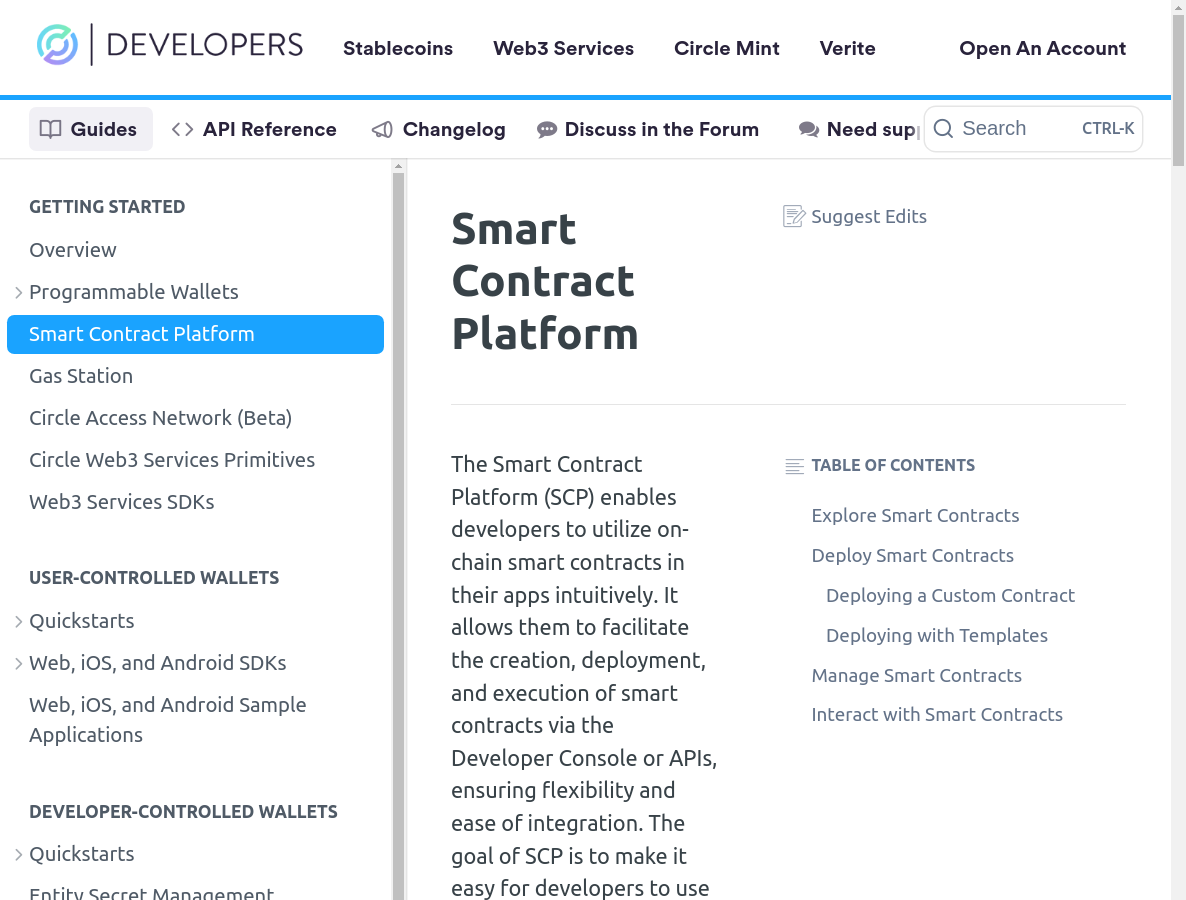 DEVELOPERS
Stablecoins
Web3 Services
Circle Mint
Verite
Open An Account
Guides
API Reference
Changelog
Discuss in the Forum
Need sup
Search
CTRL-K
GETTING STARTED
Overview
Programmable Wallets
Smart Contract Platform
Gas Station
Circle Access Network (Beta)
Circle Web3 Services Primitives
Web3 Services SDKs
USER-CONTROLLED WALLETS
Quickstarts
Web, iOS, and Android SDKs
Web, iOS, and Android Sample
Applications
DEVELOPER-CONTROLLED WALLETS
Quickstarts
Entity Secret Management
Smart
Contract
Platform
Suggest Edits
The Smart Contract
Platform (SCP) enables
developers to utilize on-
chain smart contracts in
their apps intuitively. It
allows them to facilitate
the creation, deployment,
and execution of smart
contracts via the
Developer Console or APIs,
ensuring flexibility and
ease of integration. The
goal of SCP is to make it
easy for developers to use
TABLE OF CONTENTS
Explore Smart Contracts
Deploy Smart Contracts
Deploying a Custom Contract
Deploying with Templates
Manage Smart Contracts
Interact with Smart Contracts